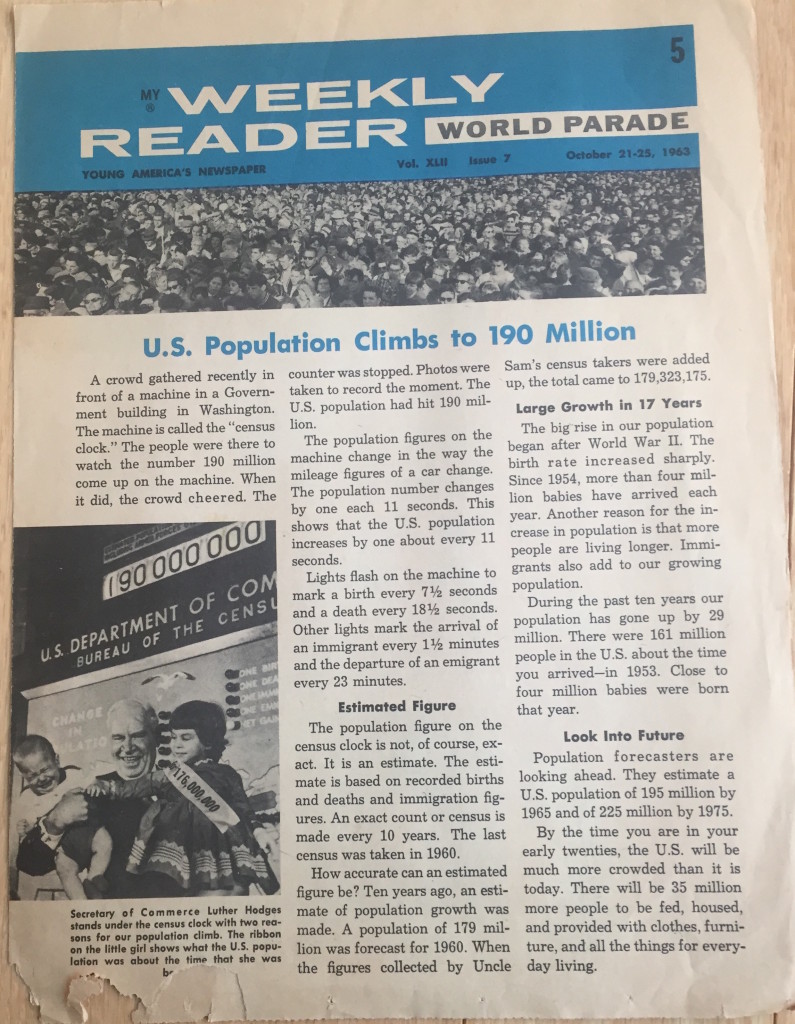 5
MY WEEKLY
®
READER WORLD PARADE
YOUNG AMERICA'S NEWSPAPER Vol. XLII Issue 7 October 21-25, 1963
U.S. Population Climbs to 190 Million
A crowd gathered recently in
front of a machine in a Govern-
ment building in Washington.
The machine is called the "census
clock." The people were there to
watch the number 190 million
come up on the machine. When
it did, the crowd cheered. The
190000000
U.S. DEPARTMENT OF COM
BUREAU OF THE CENSU
ONE BIR
ONE DEA
ONE IMM
ONE EMI
NET GAI
CHANGE
IN
176,000,000
Secretary of Commerce Luther Hodges
stands under the census clock with two rea-
sons for our population climb. The ribbon
on the little girl shows what the U.S. popu-
lation was about the time that she was
counter was stopped. Photos were
taken to record the moment. The
U.S. population had hit 190 mil-
lion.
The population figures on the
machine change in the way the
mileage figures of a car change.
The population number changes
by one each 11 seconds. This
shows that the U.S. population
increases by one about every 11
seconds.
Lights flash on the machine to
mark a birth every 7½ seconds
and a death every 18½ seconds.
Other lights mark the arrival of
an immigrant every 1½ minutes
and the departure of an emigrant
every 23 minutes.
Estimated Figure
The population figure on the
census clock is not, of course, ex-
act. It is an estimate. The esti-
mate is based on recorded births
and deaths and immigration fig-
ures. An exact count or census is
made every 10 years. The last
census was taken in 1960.
How accurate can an estimated
figure be? Ten years ago, an esti-
mate of population growth was
made. A population of 179 mil-
lion was forecast for 1960. When
the figures collected by Uncle
Sam's census takers were added
up, the total came to 179,323,175.
Large Growth in 17 Years
The big rise in our population
began after World War II. The
birth rate increased sharply.
Since 1954, more than four mil-
lion babies have arrived each
year. Another reason for the in-
crease in population is that more
people are living longer. Immi-
grants also add to our growing
population.
During the past ten years our
population has gone up by 29
million. There were 161 million
people in the U.S. about the time
you arrived—in 1953. Close to
four million babies were born
that year.
Look Into Future
Population forecasters are
looking ahead. They estimate a
U.S. population of 195 million by
1965 and of 225 million by 1975.
By the time you are in your
early twenties, the U.S. will be
much more crowded than it is
today. There will be 35 million
more people to be fed, housed,
and provided with clothes, furni-
ture, and all the things for every-
day living.